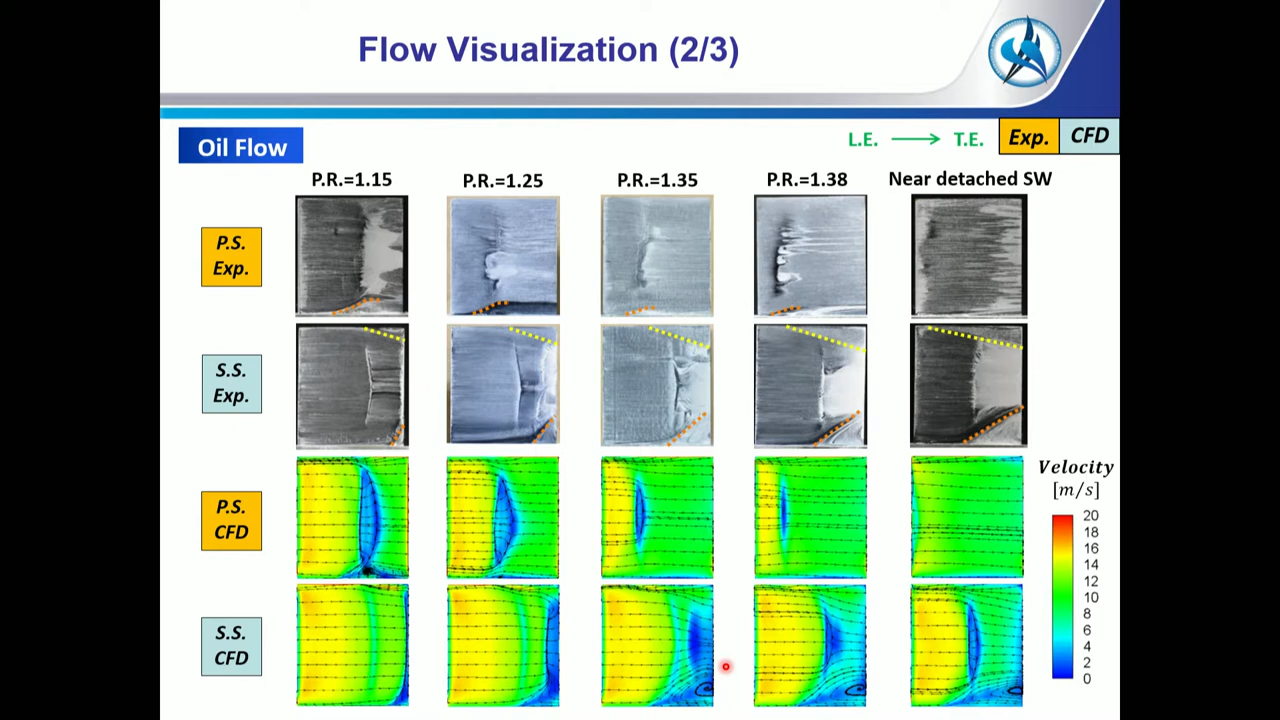 Flow Visualization (2/3)
Oil Flow
L.E. → T.E.
Exp.
CFD
P.R.=1.15
P.R.=1.25
P.R.=1.35
P.R.=1.38
Near detached SW
P.S.
Exp.
S.S.
Exp.
P.S.
CFD
S.S.
CFD
Velocity
[m/s]
20
18
16
14
12
10
8
6
4
2
0